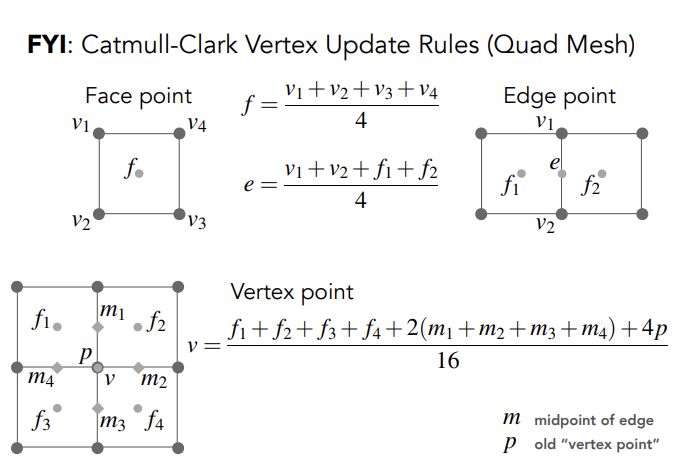 FYI: Catmull-Clark Vertex Update Rules (Quad Mesh)
Face point
v₁
v₄
f
v₂
v₃
f = (v₁ + v₂ + v₃ + v₄) / 4
e = (v₁ + v₂ + f₁ + f₂) / 4
Edge point
v₁
e
f₁
f₂
v₂
f₁
m₁
f₂
p
m₄
v
m₂
f₃
m₃
f₄
Vertex point
v = (f₁ + f₂ + f₃ + f₄ + 2(m₁ + m₂ + m₃ + m₄) + 4p) / 16
m midpoint of edge
p old “vertex point”